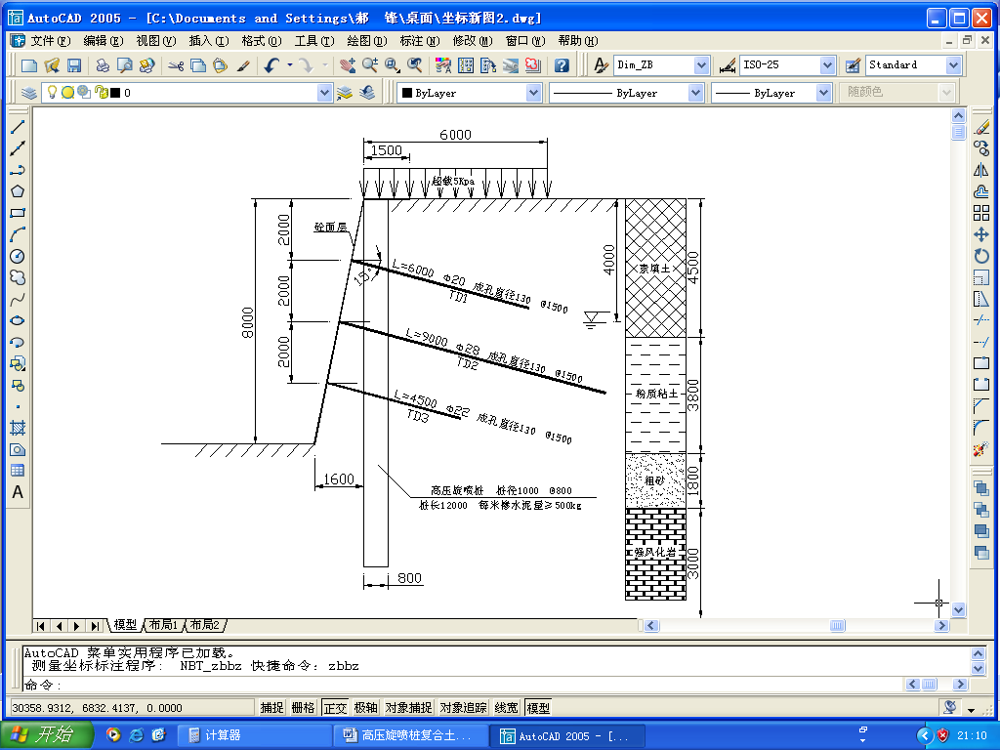 AutoCAD 2005 - [C:\Documents and Settings\郝 锋\桌面\坐标新图2.dwg]
文件(F) 编辑(E) 视图(V) 插入(I) 格式(O) 工具(T) 绘图(D) 标注(N) 修改(M) 窗口(W) 帮助(H)
Dim_ZB ISO-25 Standard
0 ByLayer ByLayer ByLayer 随颜色
6000
1500
超载5Kpa
2000
砼面层
4000
4500
素填土
15°
L=6000 Φ20 成孔直径130 @1500
TD1
2000
8000
L=9000 Φ28 成孔直径130 @1500
TD2
2000
粉质粘土
3800
L=4500 Φ22 成孔直径130 @1500
TD3
1600
粗砂
1800
高压旋喷桩 桩径1000 @800
桩长12000 每米掺水泥量≥500kg
强风化岩
3000
800
模型 布局1 布局2
AutoCAD 菜单实用程序已加载。
测量坐标标注程序: NBT_zbbz 快捷命令: zbbz
命令:
30358.9312, 6832.4137, 0.0000 捕捉 栅格 正交 极轴 对象捕捉 对象追踪 线宽 模型
开始 计算器 高压旋喷桩复合土... AutoCAD 2005 - [... 21:10